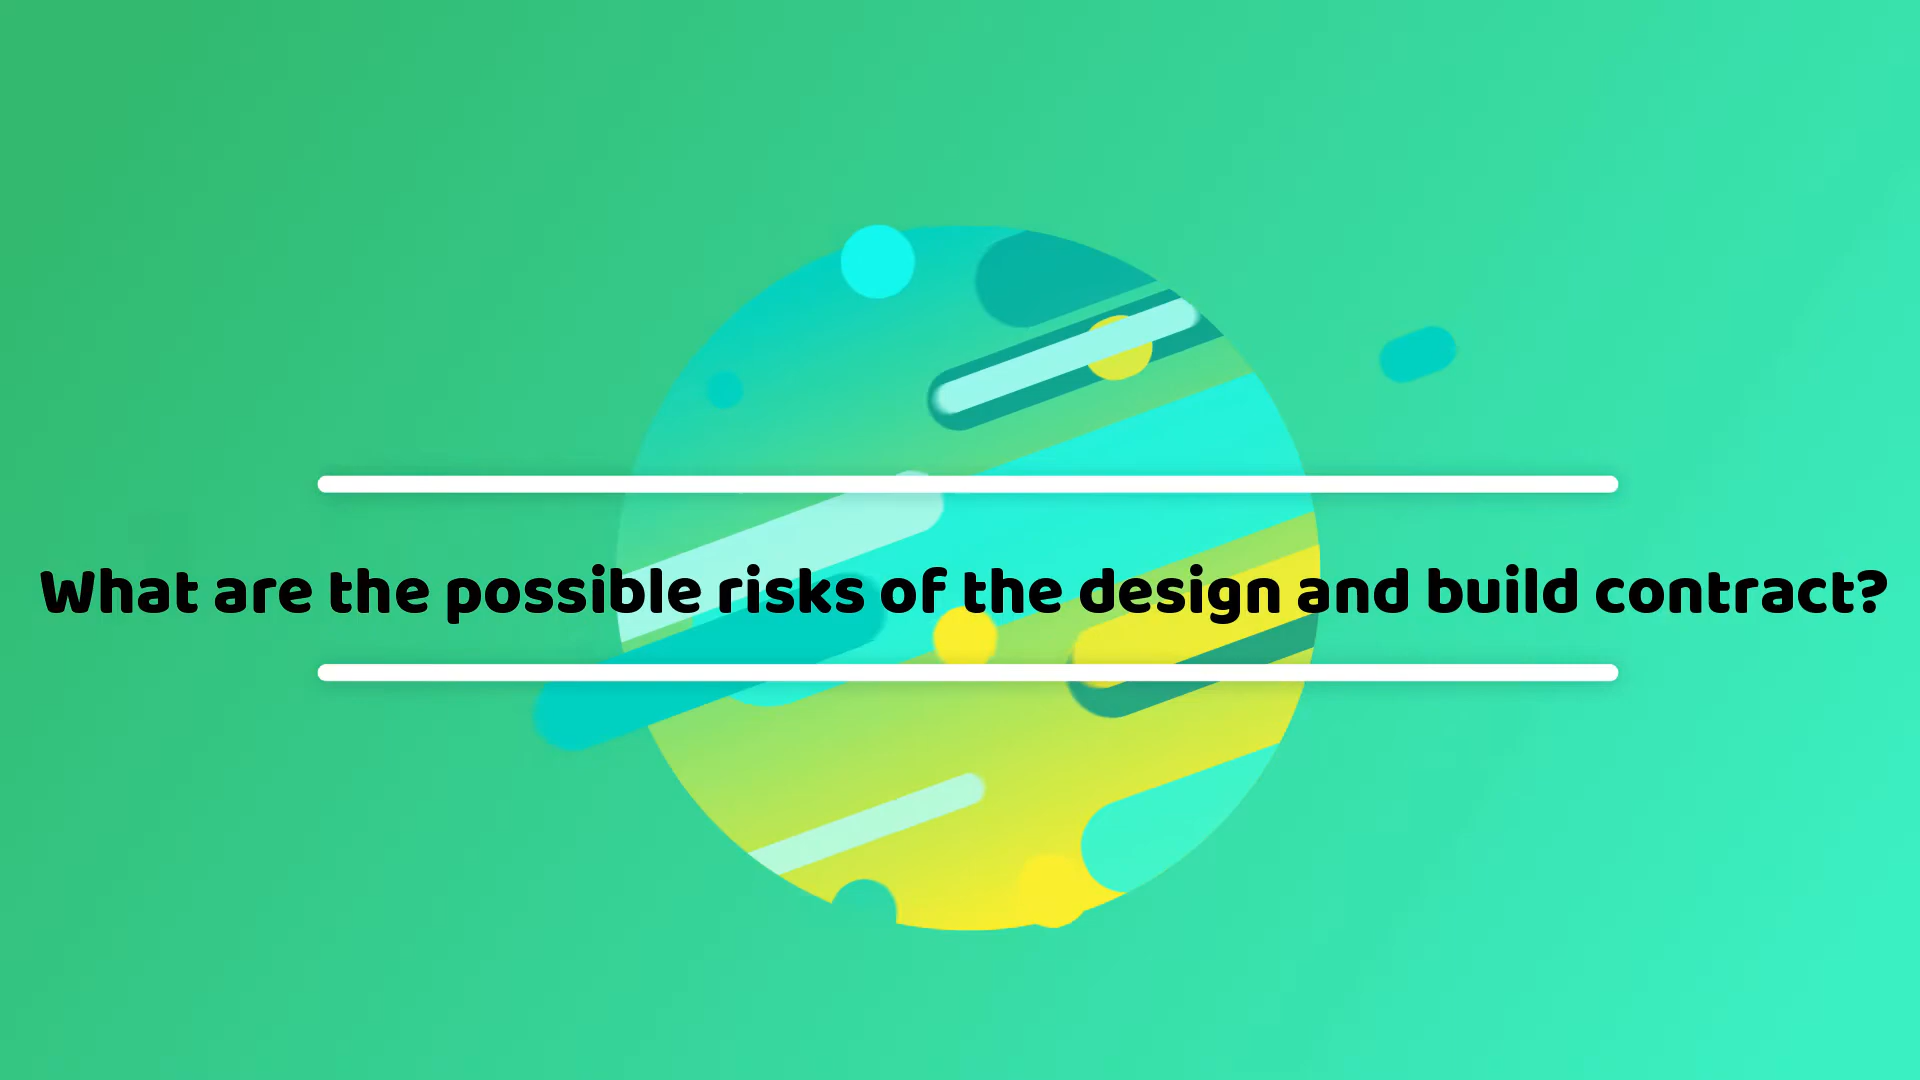 What are the possible risks of the design and build contract?